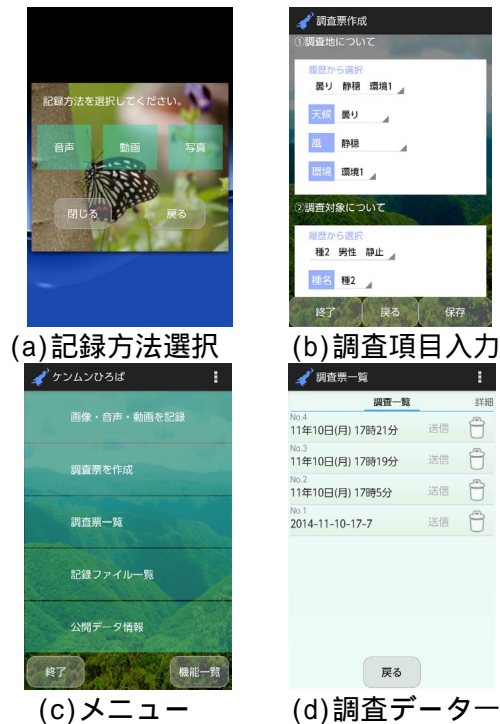 記録方法を選択してください。
音声 動画 写真
閉じる 戻る
(a)記録方法選択
調査票作成
①調査地について
履歴から選択
曇り 静穏 環境1
天候 曇り
風 静穏
環境 環境1
②調査対象について
履歴から選択
種2 男性 静止
種名 種2
終了 戻る 保存
(b)調査項目入力
ケンムンひろば
画像・音声・動画を記録
調査票を作成
調査票一覧
記録ファイル一覧
公開データ情報
終了 機能一覧
(c)メニュー
調査票一覧
調査一覧 詳細
No.4
11年10日(月) 17時21分 送信
No.3
11年10日(月) 17時19分 送信
No.2
11年10日(月) 17時5分 送信
No.1
2014-11-10-17-7 送信
戻る
(d)調査データ一